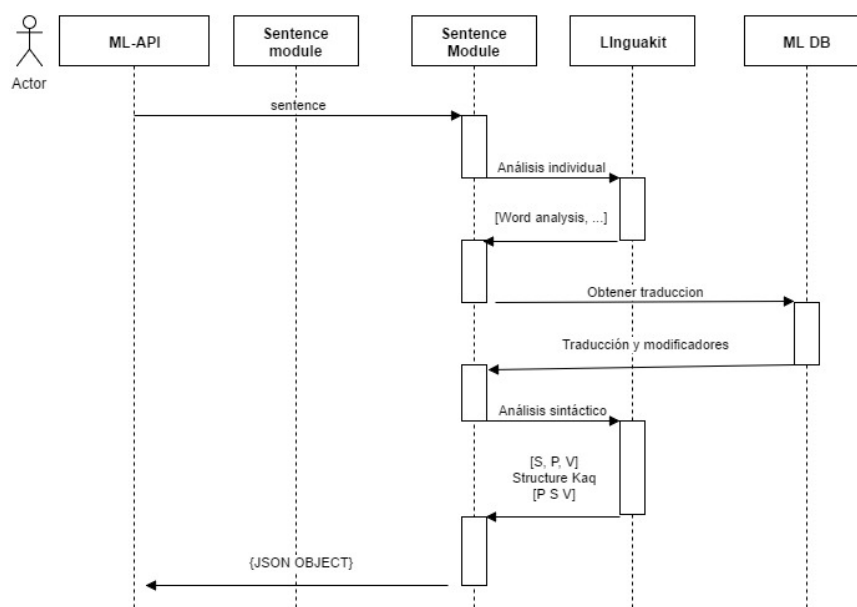 Actor
ML-API
Sentence
module
Sentence
Module
LInguakit
ML DB
sentence
Análisis individual
[Word analysis, ...]
Obtener traduccion
Traducción y modificadores
Análisis sintáctico
[S, P, V]
Structure Kaq
[P S V]
{JSON OBJECT}